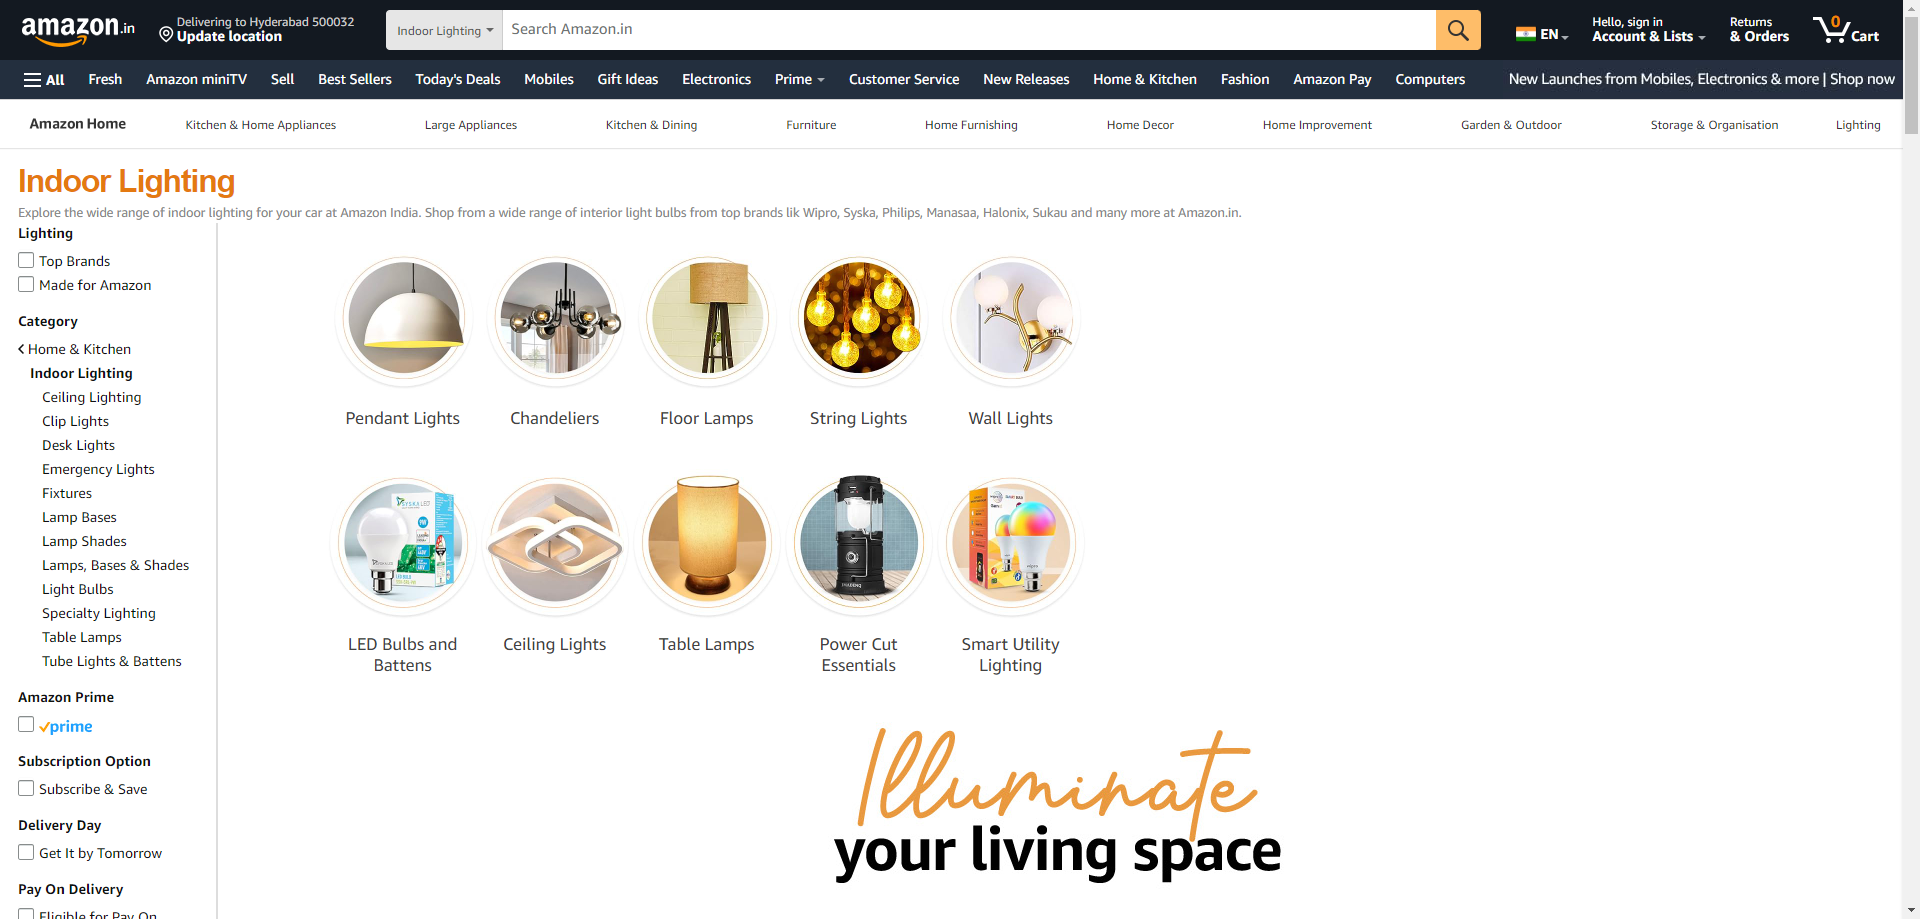 amazon.in
Delivering to Hyderabad 500032
Update location
Indoor Lighting
Search Amazon.in
EN
Hello, sign in
Account & Lists
Returns
& Orders
0
Cart
All
Fresh
Amazon miniTV
Sell
Best Sellers
Today's Deals
Mobiles
Gift Ideas
Electronics
Prime
Customer Service
New Releases
Home & Kitchen
Fashion
Amazon Pay
Computers
New Launches from Mobiles, Electronics & more | Shop now
Amazon Home
Kitchen & Home Appliances
Large Appliances
Kitchen & Dining
Furniture
Home Furnishing
Home Decor
Home Improvement
Garden & Outdoor
Storage & Organisation
Lighting
Indoor Lighting
Explore the wide range of indoor lighting for your car at Amazon India. Shop from a wide range of interior light bulbs from top brands lik Wipro, Syska, Philips, Manasaa, Halonix, Sukau and many more at Amazon.in.
Lighting
Top Brands
Made for Amazon
Category
Home & Kitchen
Indoor Lighting
Ceiling Lighting
Clip Lights
Desk Lights
Emergency Lights
Fixtures
Lamp Bases
Lamp Shades
Lamps, Bases & Shades
Light Bulbs
Specialty Lighting
Table Lamps
Tube Lights & Battens
Amazon Prime
prime
Subscription Option
Subscribe & Save
Delivery Day
Get It by Tomorrow
Pay On Delivery
Eligible for Pay On
Pendant Lights
Chandeliers
Floor Lamps
String Lights
Wall Lights
SYSKA LED
9W
LED BULB
LED Bulbs and
Battens
Ceiling Lights
Table Lamps
Power Cut
Essentials
wipro
Smart Utility
Lighting
Illuminate
your living space